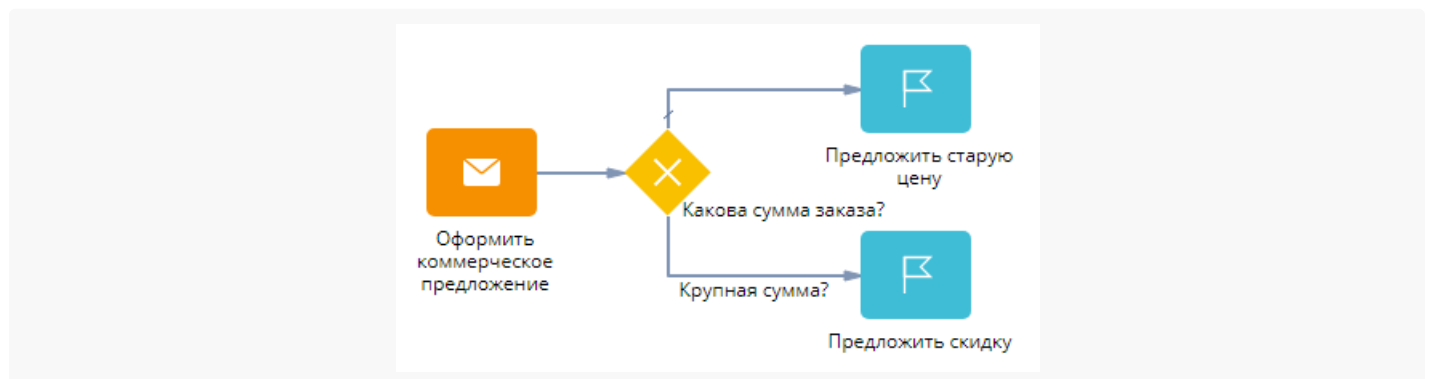 Оформить
коммерческое
предложение
Какова сумма заказа?
Предложить старую
цену
Крупная сумма?
Предложить скидку